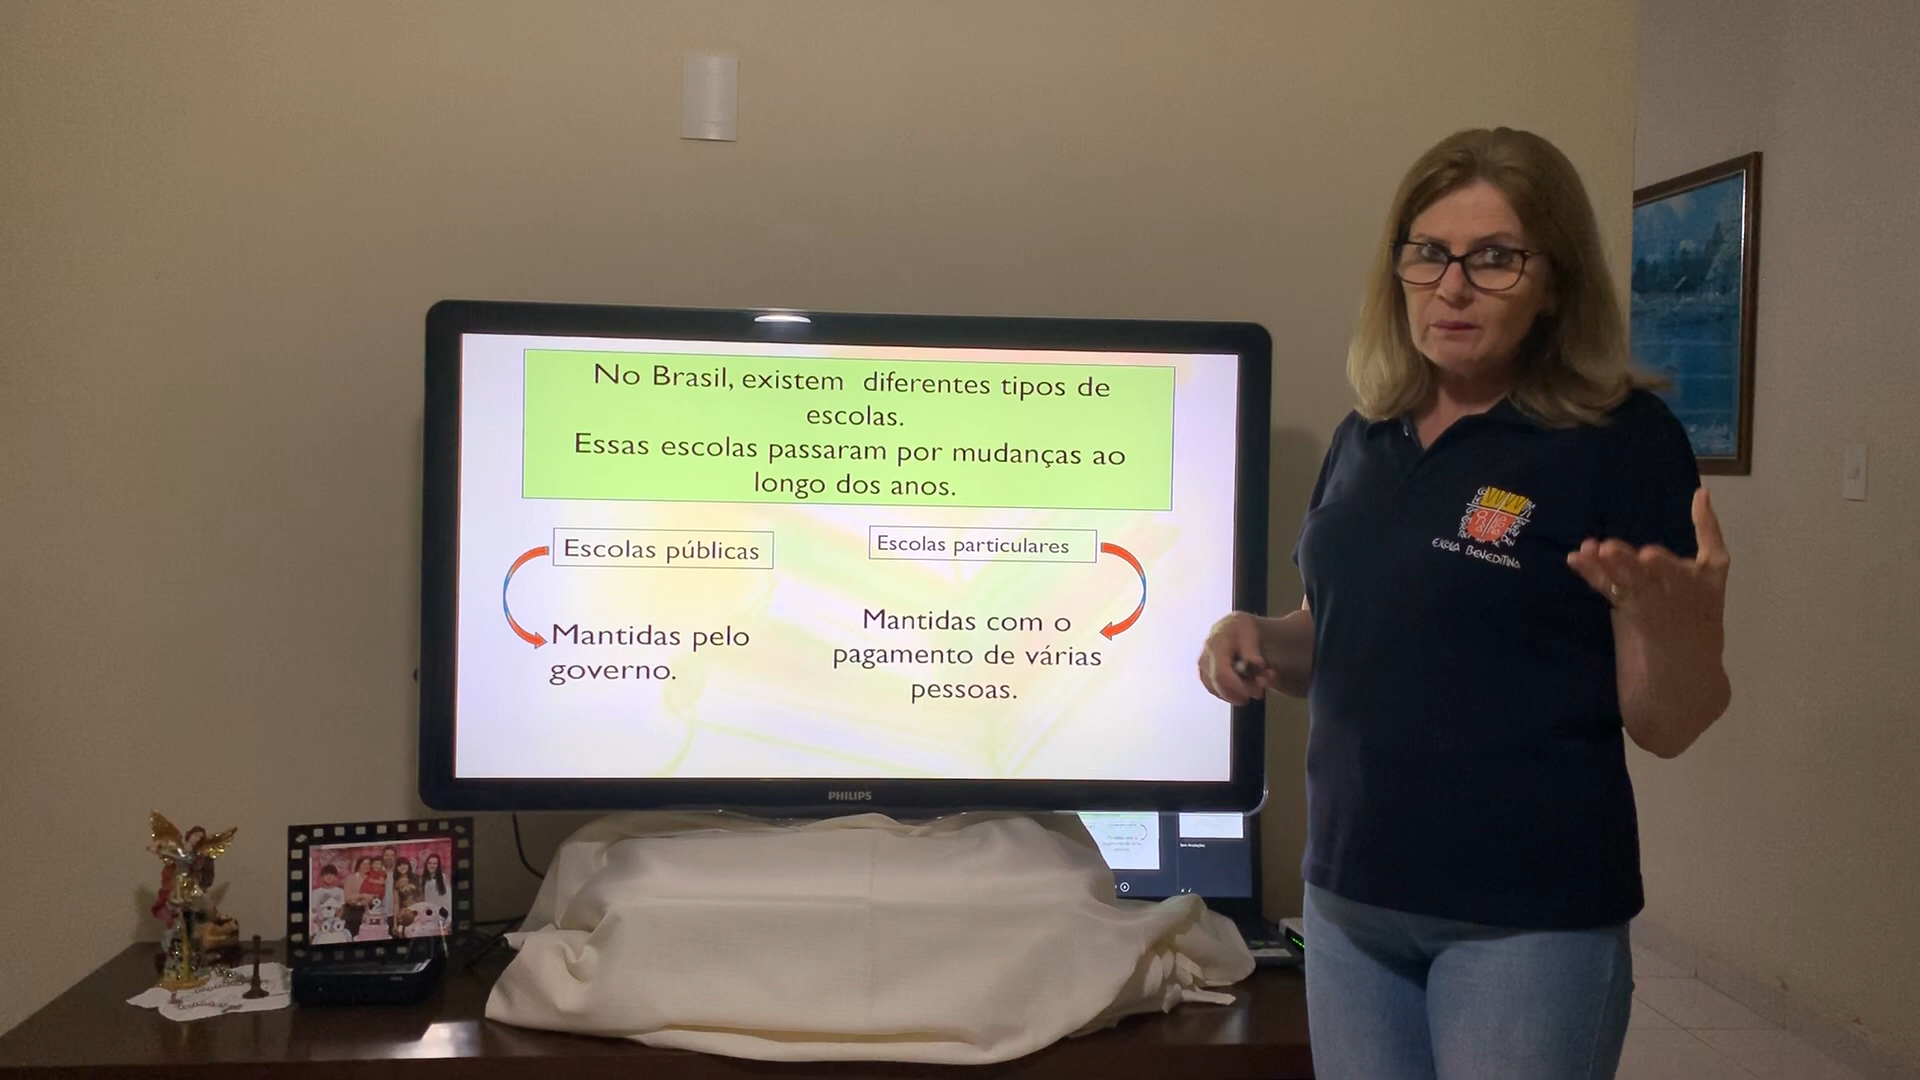 No Brasil, existem diferentes tipos de
escolas.
Essas escolas passaram por mudanças ao
longo dos anos.
Escolas públicas
Escolas particulares
Mantidas pelo
governo.
Mantidas com o
pagamento de várias
pessoas.
PHILIPS
ESCOLA BENEDITINA